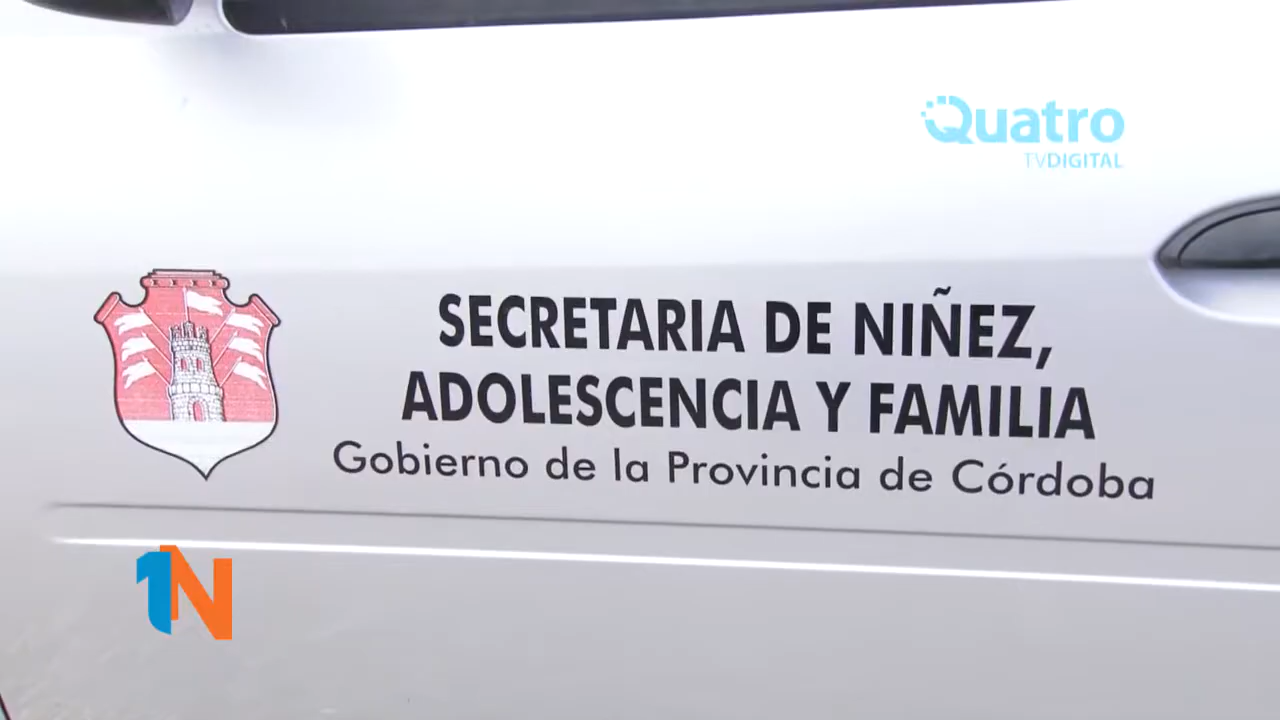 Quatro
TVDIGITAL
SECRETARIA DE NIÑEZ,
ADOLESCENCIA Y FAMILIA
Gobierno de la Provincia de Córdoba
1N